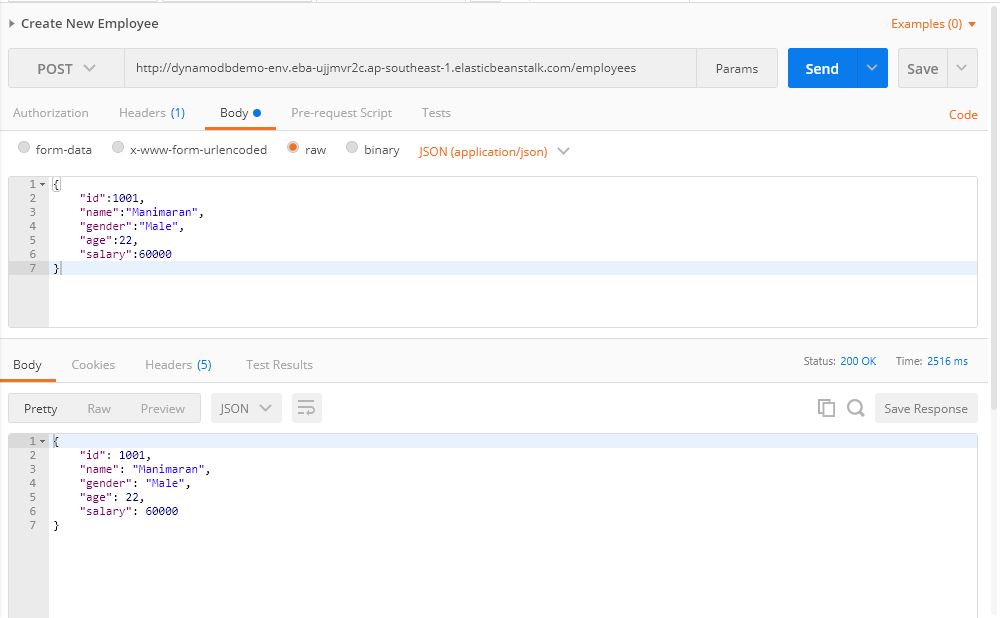 Create New Employee Examples (0)
POST http://dynamodbdemo-env.eba-ujjmvr2c.ap-southeast-1.elasticbeanstalk.com/employees Params Send Save
Authorization Headers (1) Body Pre-request Script Tests Code
form-data x-www-form-urlencoded raw binary JSON (application/json)
1 {
2 "id":1001,
3 "name":"Manimaran",
4 "gender":"Male",
5 "age":22,
6 "salary":60000
7 }
Body Cookies Headers (5) Test Results Status: 200 OK Time: 2516 ms
Pretty Raw Preview JSON Save Response
1 {
2 "id": 1001,
3 "name": "Manimaran",
4 "gender": "Male",
5 "age": 22,
6 "salary": 60000
7 }